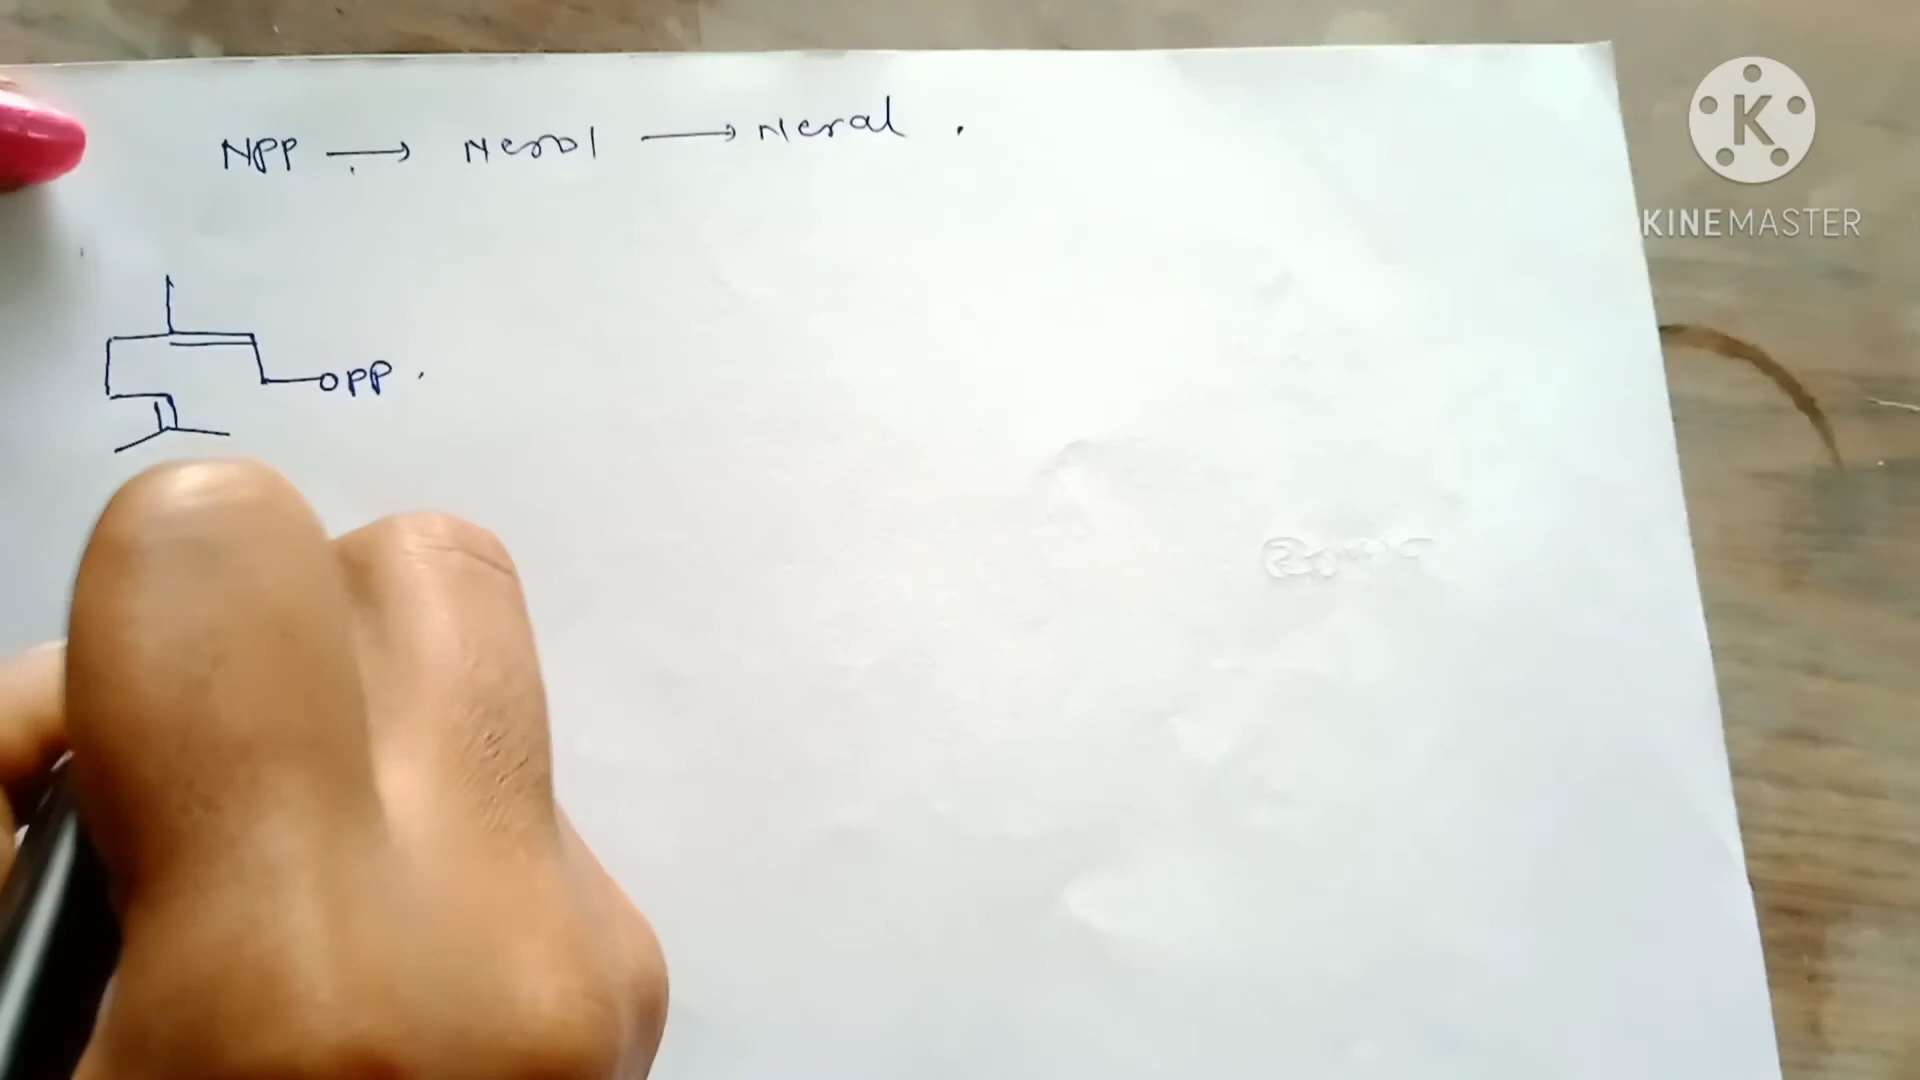 NPP → Nerol → Neral .
OPP .
K
KINEMASTER